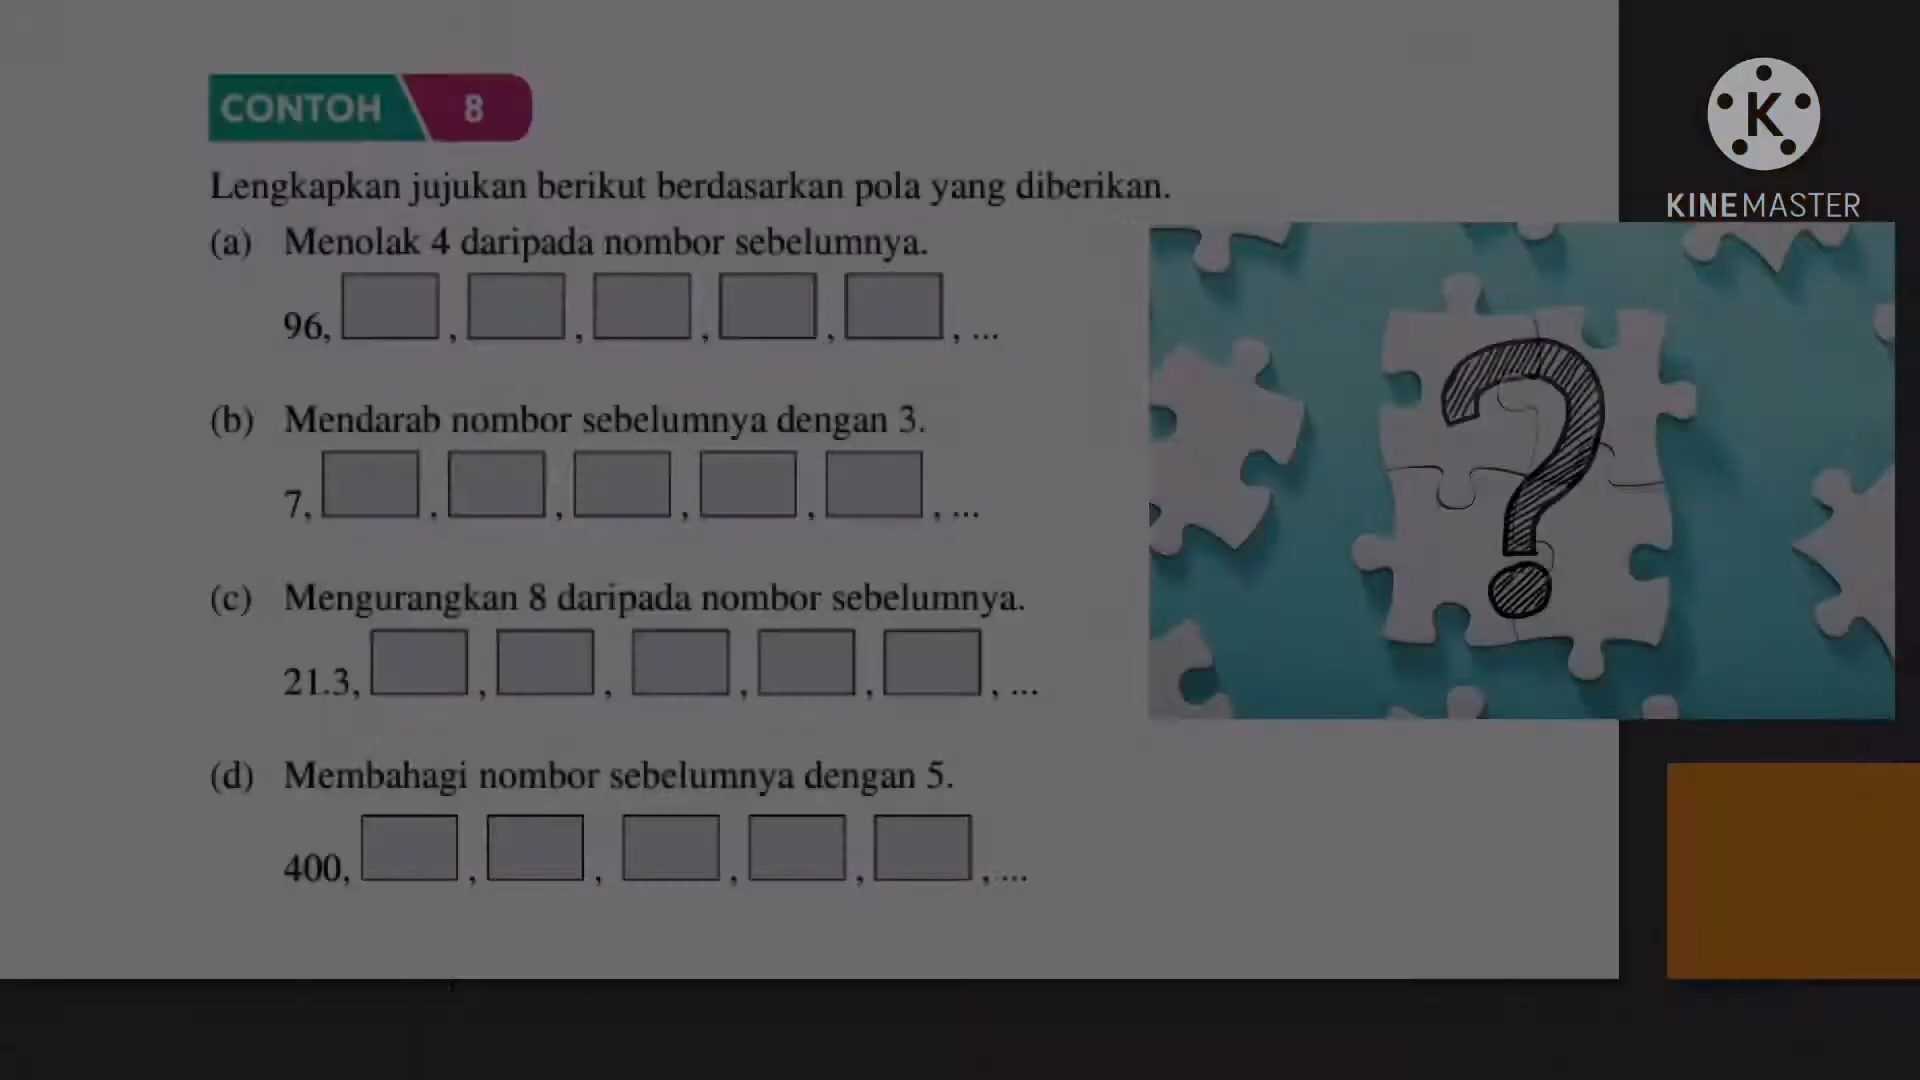 CONTOH 8
K
KINEMASTER
Lengkapkan jujukan berikut berdasarkan pola yang diberikan.
(a) Menolak 4 daripada nombor sebelumnya.
96, , , , , , ...
(b) Mendarab nombor sebelumnya dengan 3.
7, , , , , , ...
(c) Mengurangkan 8 daripada nombor sebelumnya.
21.3, , , , , , ...
(d) Membahagi nombor sebelumnya dengan 5.
400, , , , , , ...
?